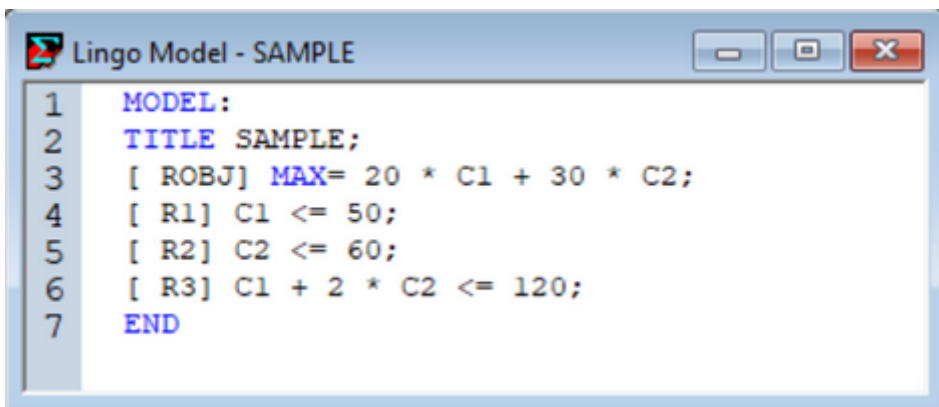 Lingo Model - SAMPLE
1 MODEL:
2 TITLE SAMPLE;
3 [ ROBJ] MAX= 20 * C1 + 30 * C2;
4 [ R1] C1 <= 50;
5 [ R2] C2 <= 60;
6 [ R3] C1 + 2 * C2 <= 120;
7 END